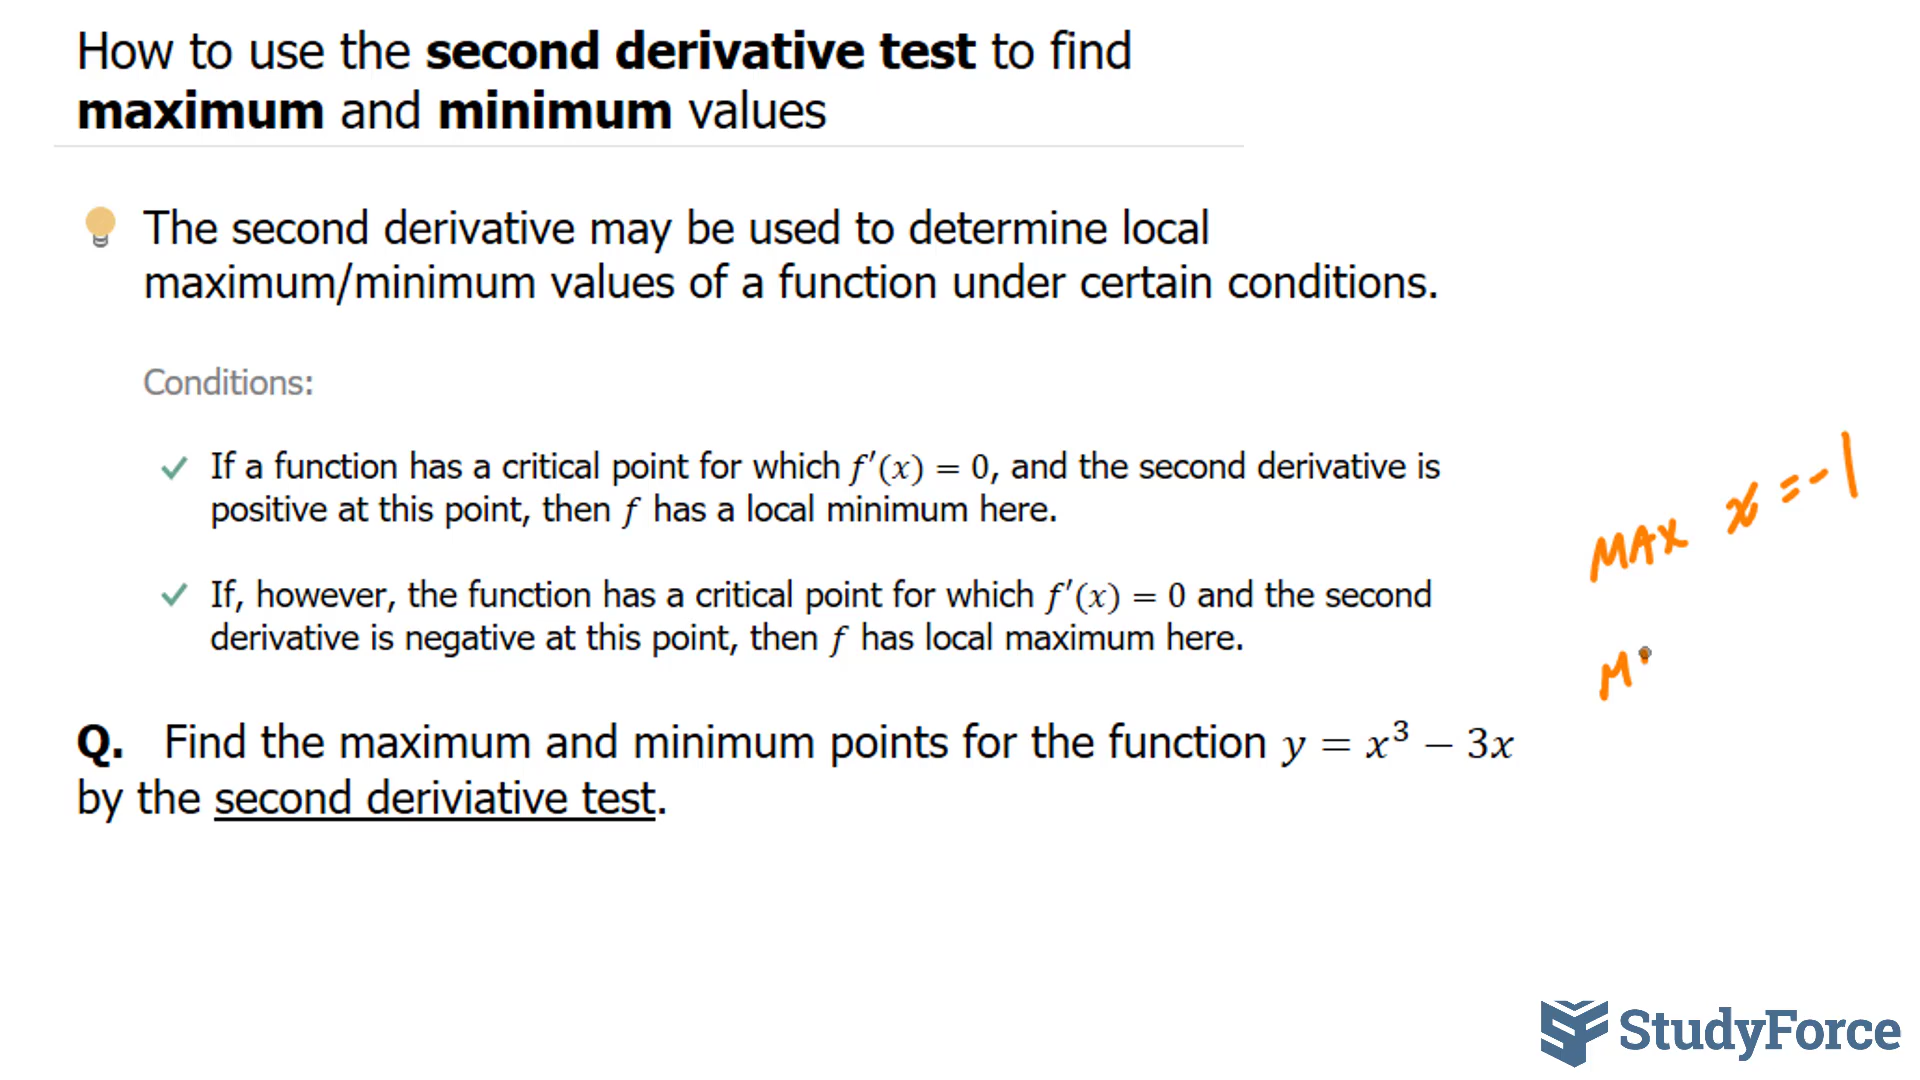 How to use the second derivative test to find
maximum and minimum values
The second derivative may be used to determine local
maximum/minimum values of a function under certain conditions.
Conditions:
If a function has a critical point for which f′(x) = 0, and the second derivative is
positive at this point, then f has a local minimum here.
If, however, the function has a critical point for which f′(x) = 0 and the second
derivative is negative at this point, then f has local maximum here.
MAX x=-1
M
Q. Find the maximum and minimum points for the function y = x³ − 3x
by the second deriviative test.
StudyForce